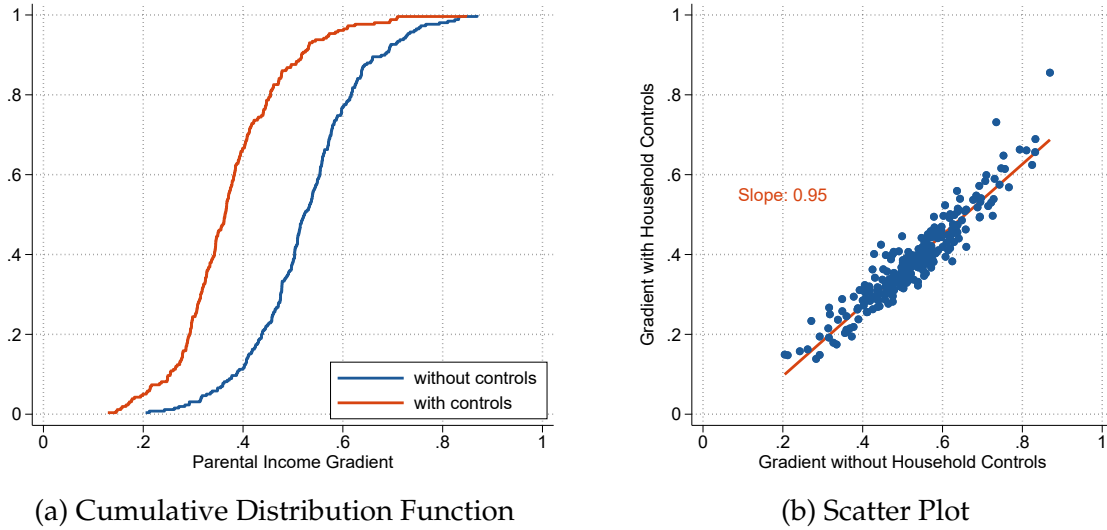 1
.8
.6
.4
.2
0
0 .2 .4 .6 .8 1
Parental Income Gradient
without controls
with controls
(a) Cumulative Distribution Function
Gradient with Household Controls
1
.8
.6
.4
.2
0
Slope: 0.95
0 .2 .4 .6 .8 1
Gradient without Household Controls
(b) Scatter Plot